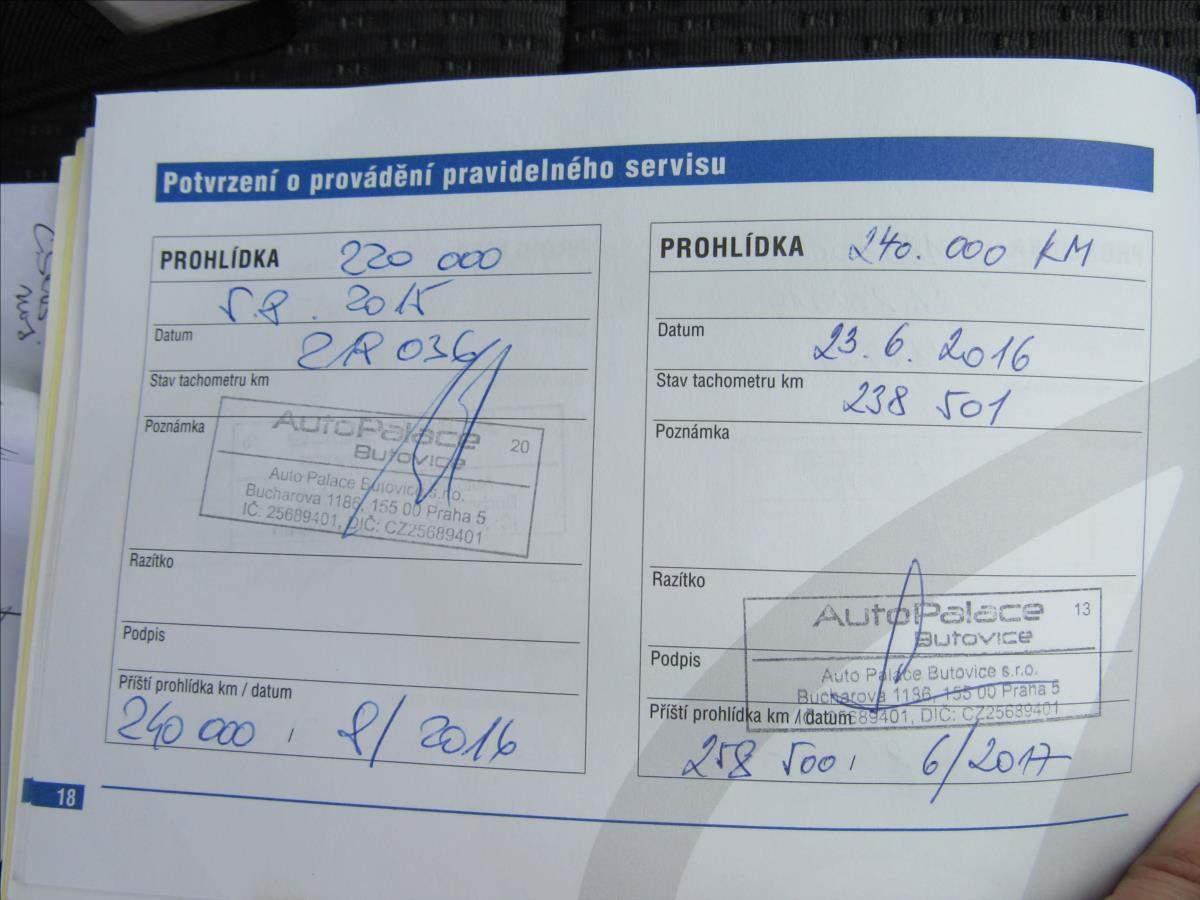 Potvrzení o provádění pravidelného servisu
PROHLÍDKA 220 000
5.8. 2015
Datum
Stav tachometru km
Poznámka
AutoPalace 20
Butovice
Auto Palace Butovice s.r.o.
Bucharova 1186, 155 00 Praha 5
IČ: 25689401, DIČ: CZ25689401
Razítko
Podpis
Příští prohlídka km / datum
240 000 / 8/2016
PROHLÍDKA 240.000 KM
Datum 23.6.2016
Stav tachometru km 238 501
Poznámka
Razítko
AutoPalace 13
Butovice
Podpis
Auto Palace Butovice s.r.o.
Bucharova 1186, 155 00 Praha 5
IČ: 25689401, DIČ: CZ25689401
Příští prohlídka km / datum
258 500 / 6/2017
18